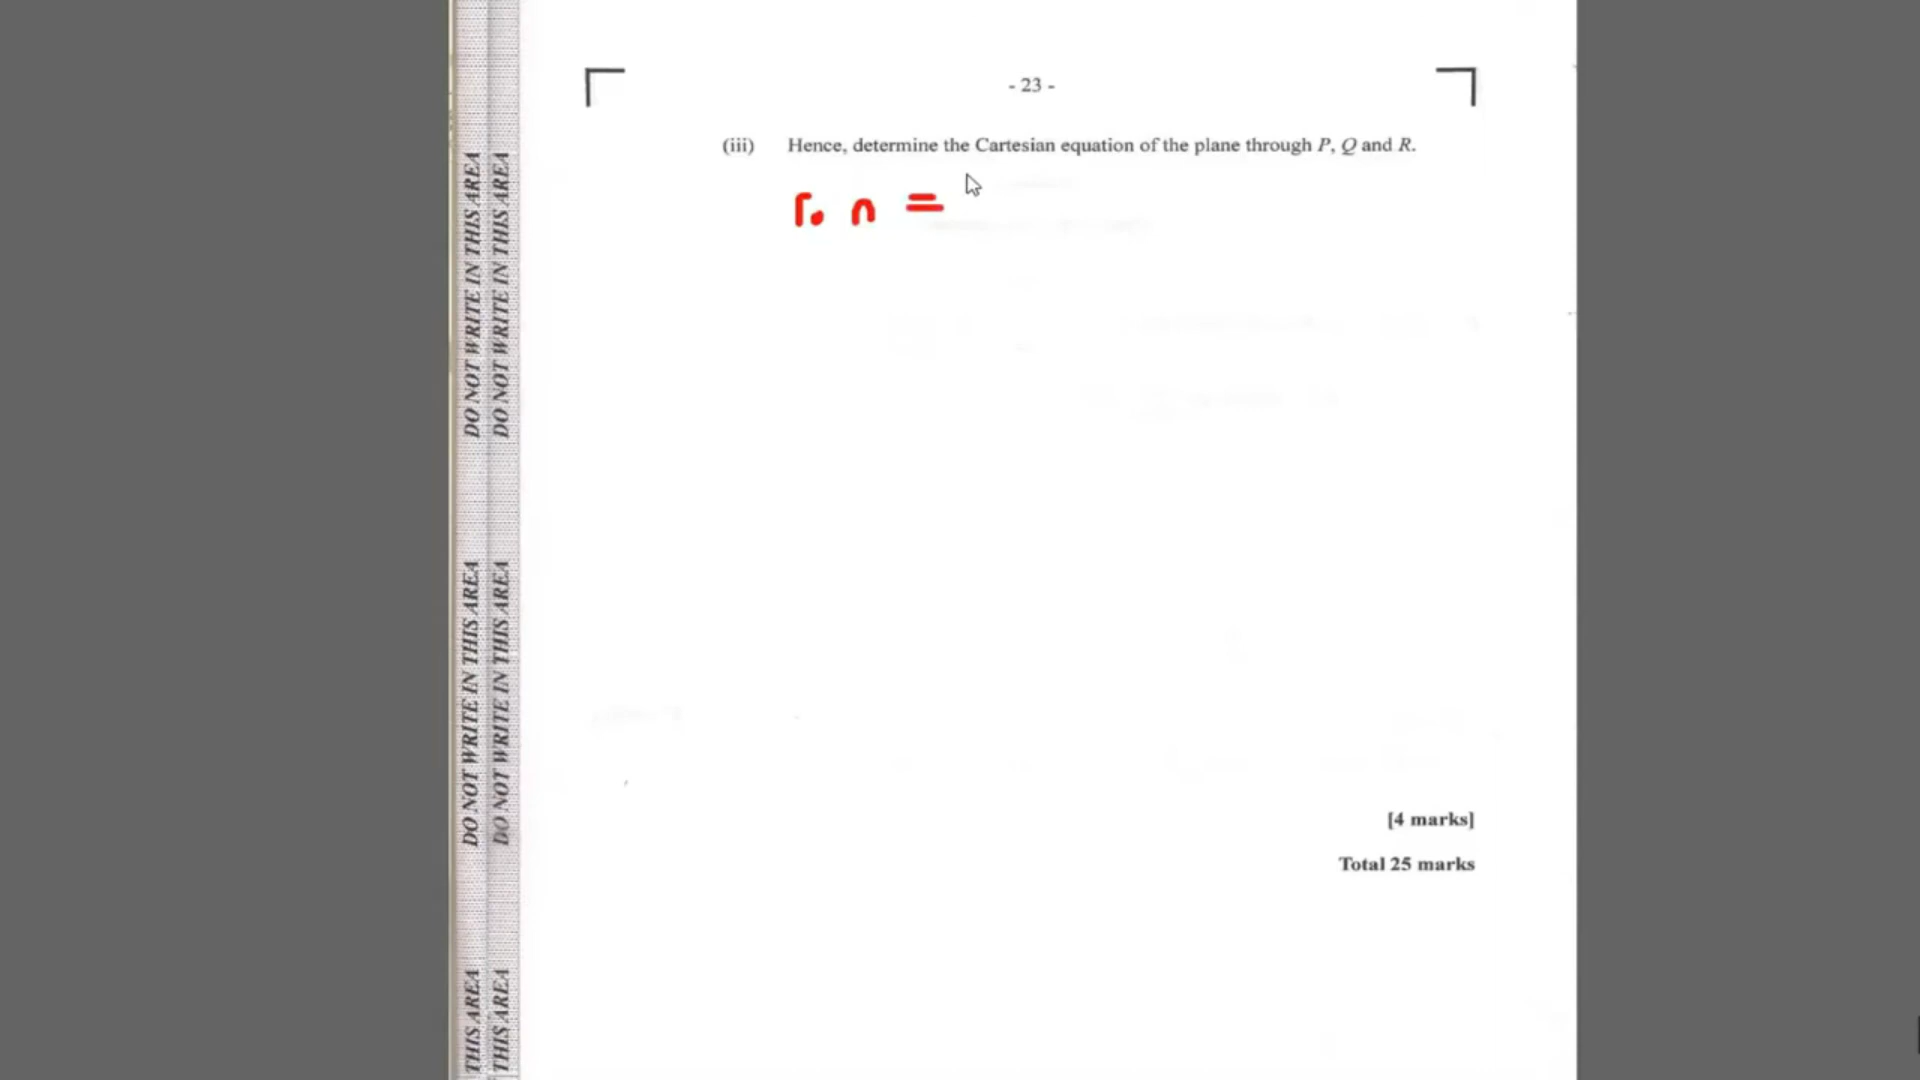 - 23 -
(iii) Hence, determine the Cartesian equation of the plane through P, Q and R.
r. n =
[4 marks]
Total 25 marks
DO NOT WRITE IN THIS AREA
DO NOT WRITE IN THIS AREA
DO NOT WRITE IN THIS AREA
DO NOT WRITE IN THIS AREA
THIS AREA
THIS AREA